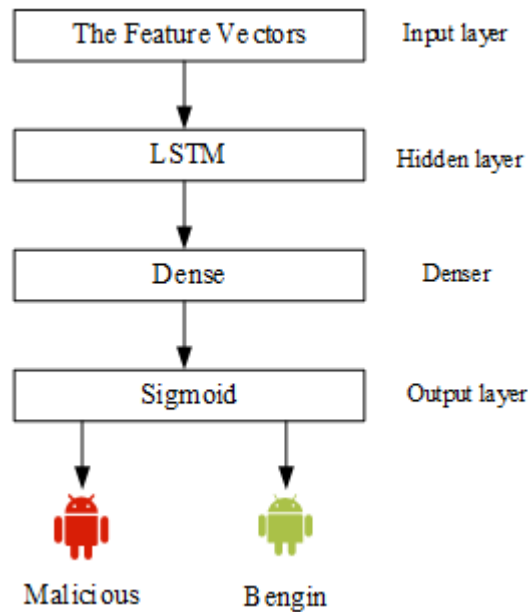 The Feature Vectors Input layer
LSTM Hidden layer
Dense Denser
Sigmoid Output layer
Malicious Bengin